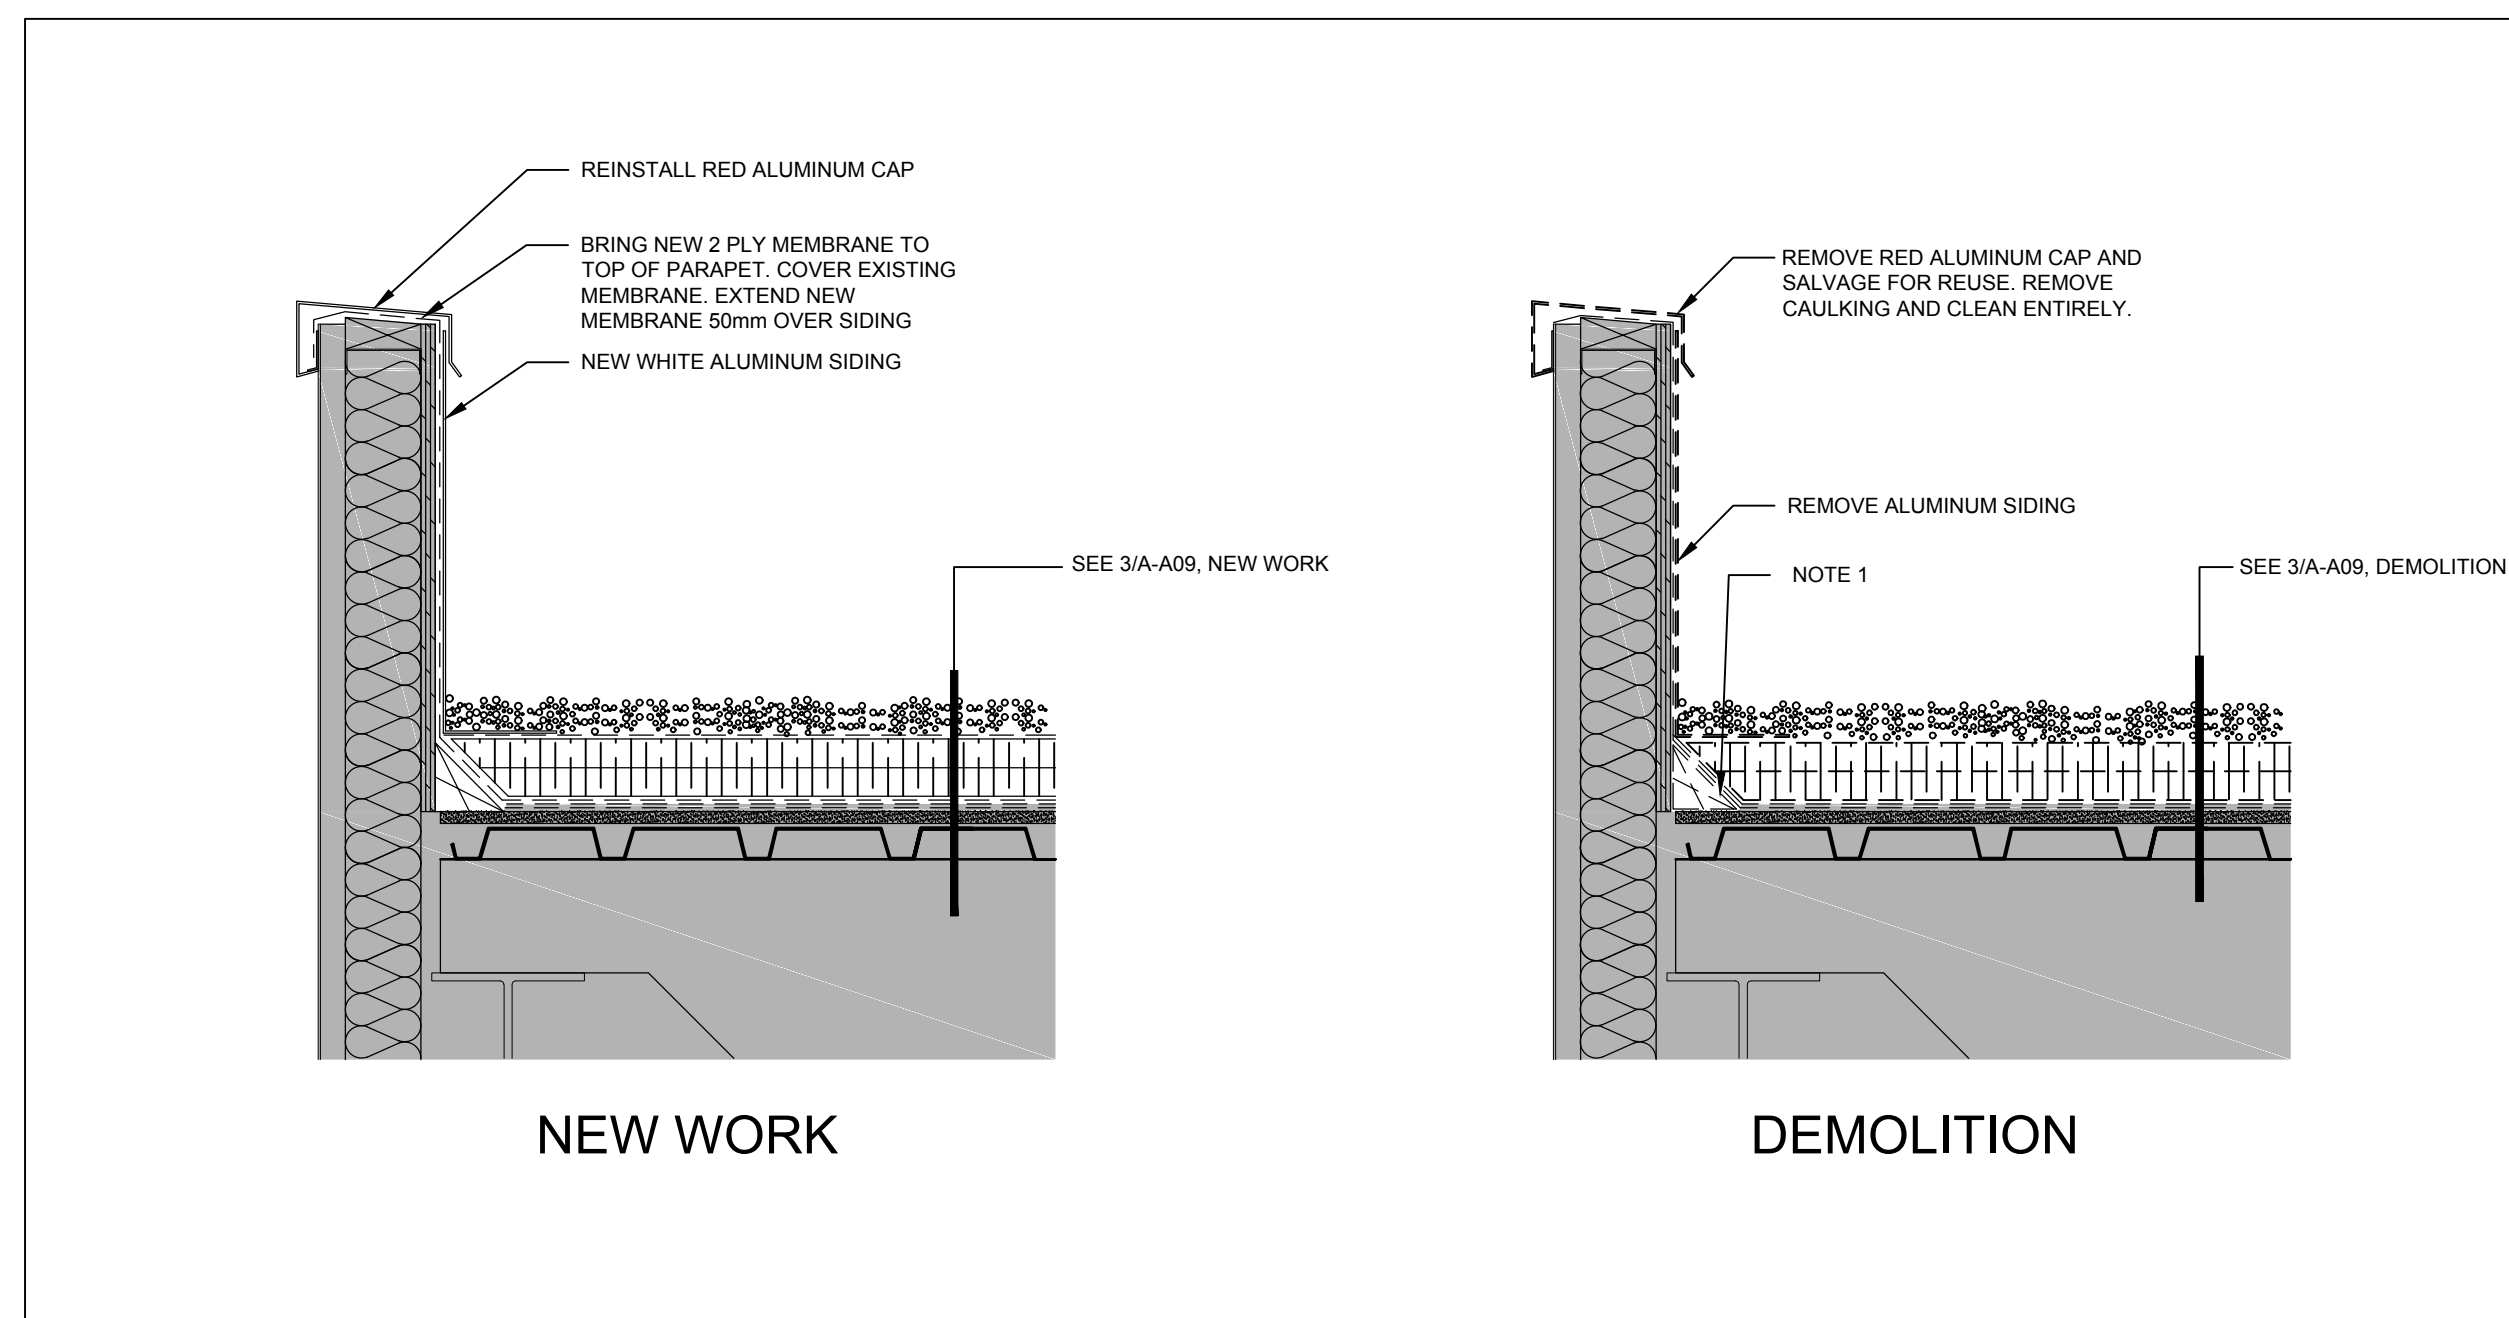 REINSTALL RED ALUMINUM CAP
BRING NEW 2 PLY MEMBRANE TO
TOP OF PARAPET. COVER EXISTING
MEMBRANE. EXTEND NEW
MEMBRANE 50mm OVER SIDING
NEW WHITE ALUMINUM SIDING
SEE 3/A-A09, NEW WORK
NEW WORK
REMOVE RED ALUMINUM CAP AND
SALVAGE FOR REUSE. REMOVE
CAULKING AND CLEAN ENTIRELY.
REMOVE ALUMINUM SIDING
NOTE 1
SEE 3/A-A09, DEMOLITION
DEMOLITION